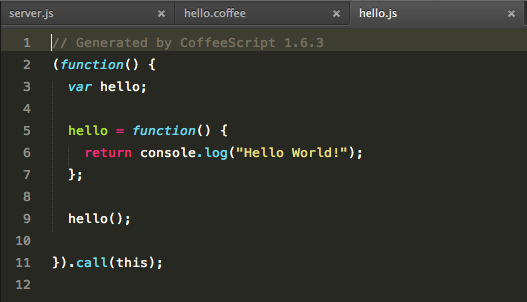 server.js × hello.coffee × hello.js ×
1 // Generated by CoffeeScript 1.6.3
2 (function() {
3   var hello;
4
5   hello = function() {
6     return console.log("Hello World!");
7   };
8
9   hello();
10
11 }).call(this);
12